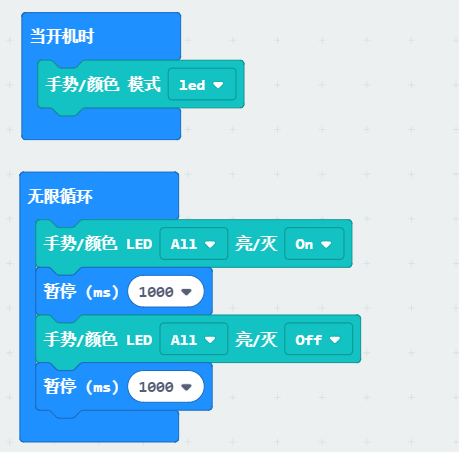 当开机时
手势/颜色 模式 led
无限循环
手势/颜色 LED All 亮/灭 On
暂停 (ms) 1000
手势/颜色 LED All 亮/灭 Off
暂停 (ms) 1000